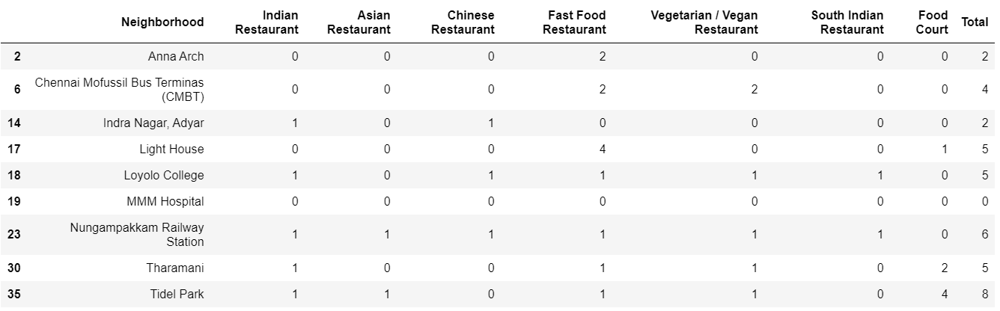 Neighborhood Indian Restaurant Asian Restaurant Chinese Restaurant Fast Food Restaurant Vegetarian / Vegan Restaurant South Indian Restaurant Food Court Total
2 Anna Arch 0 0 0 2 0 0 0 2
6 Chennai Mofussil Bus Terminas (CMBT) 0 0 0 2 2 0 0 4
14 Indra Nagar, Adyar 1 0 1 0 0 0 0 2
17 Light House 0 0 0 4 0 0 1 5
18 Loyolo College 1 0 1 1 1 1 0 5
19 MMM Hospital 0 0 0 0 0 0 0 0
23 Nungampakkam Railway Station 1 1 1 1 1 1 0 6
30 Tharamani 1 0 0 1 1 0 2 5
35 Tidel Park 1 1 0 1 1 0 4 8